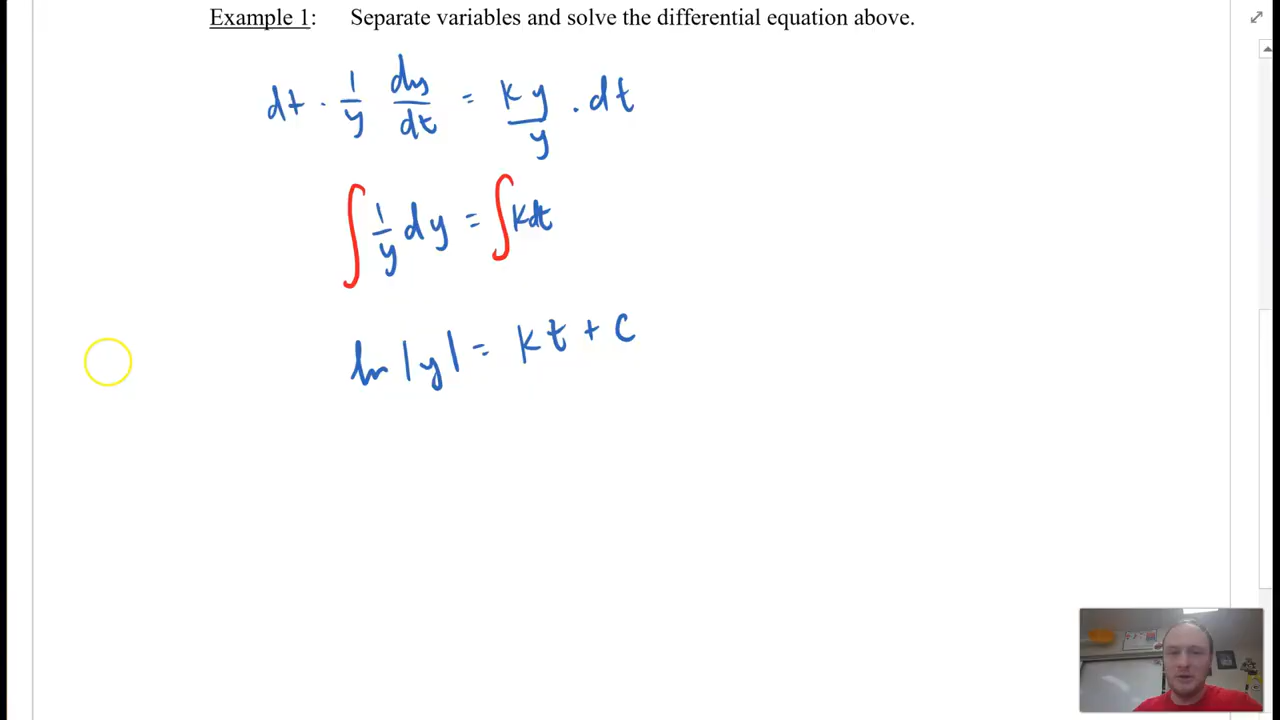 Example 1: Separate variables and solve the differential equation above.
dt · 1/y dy/dt = ky/y · dt
∫ 1/y dy = ∫ kdt
ln |y| = kt + c